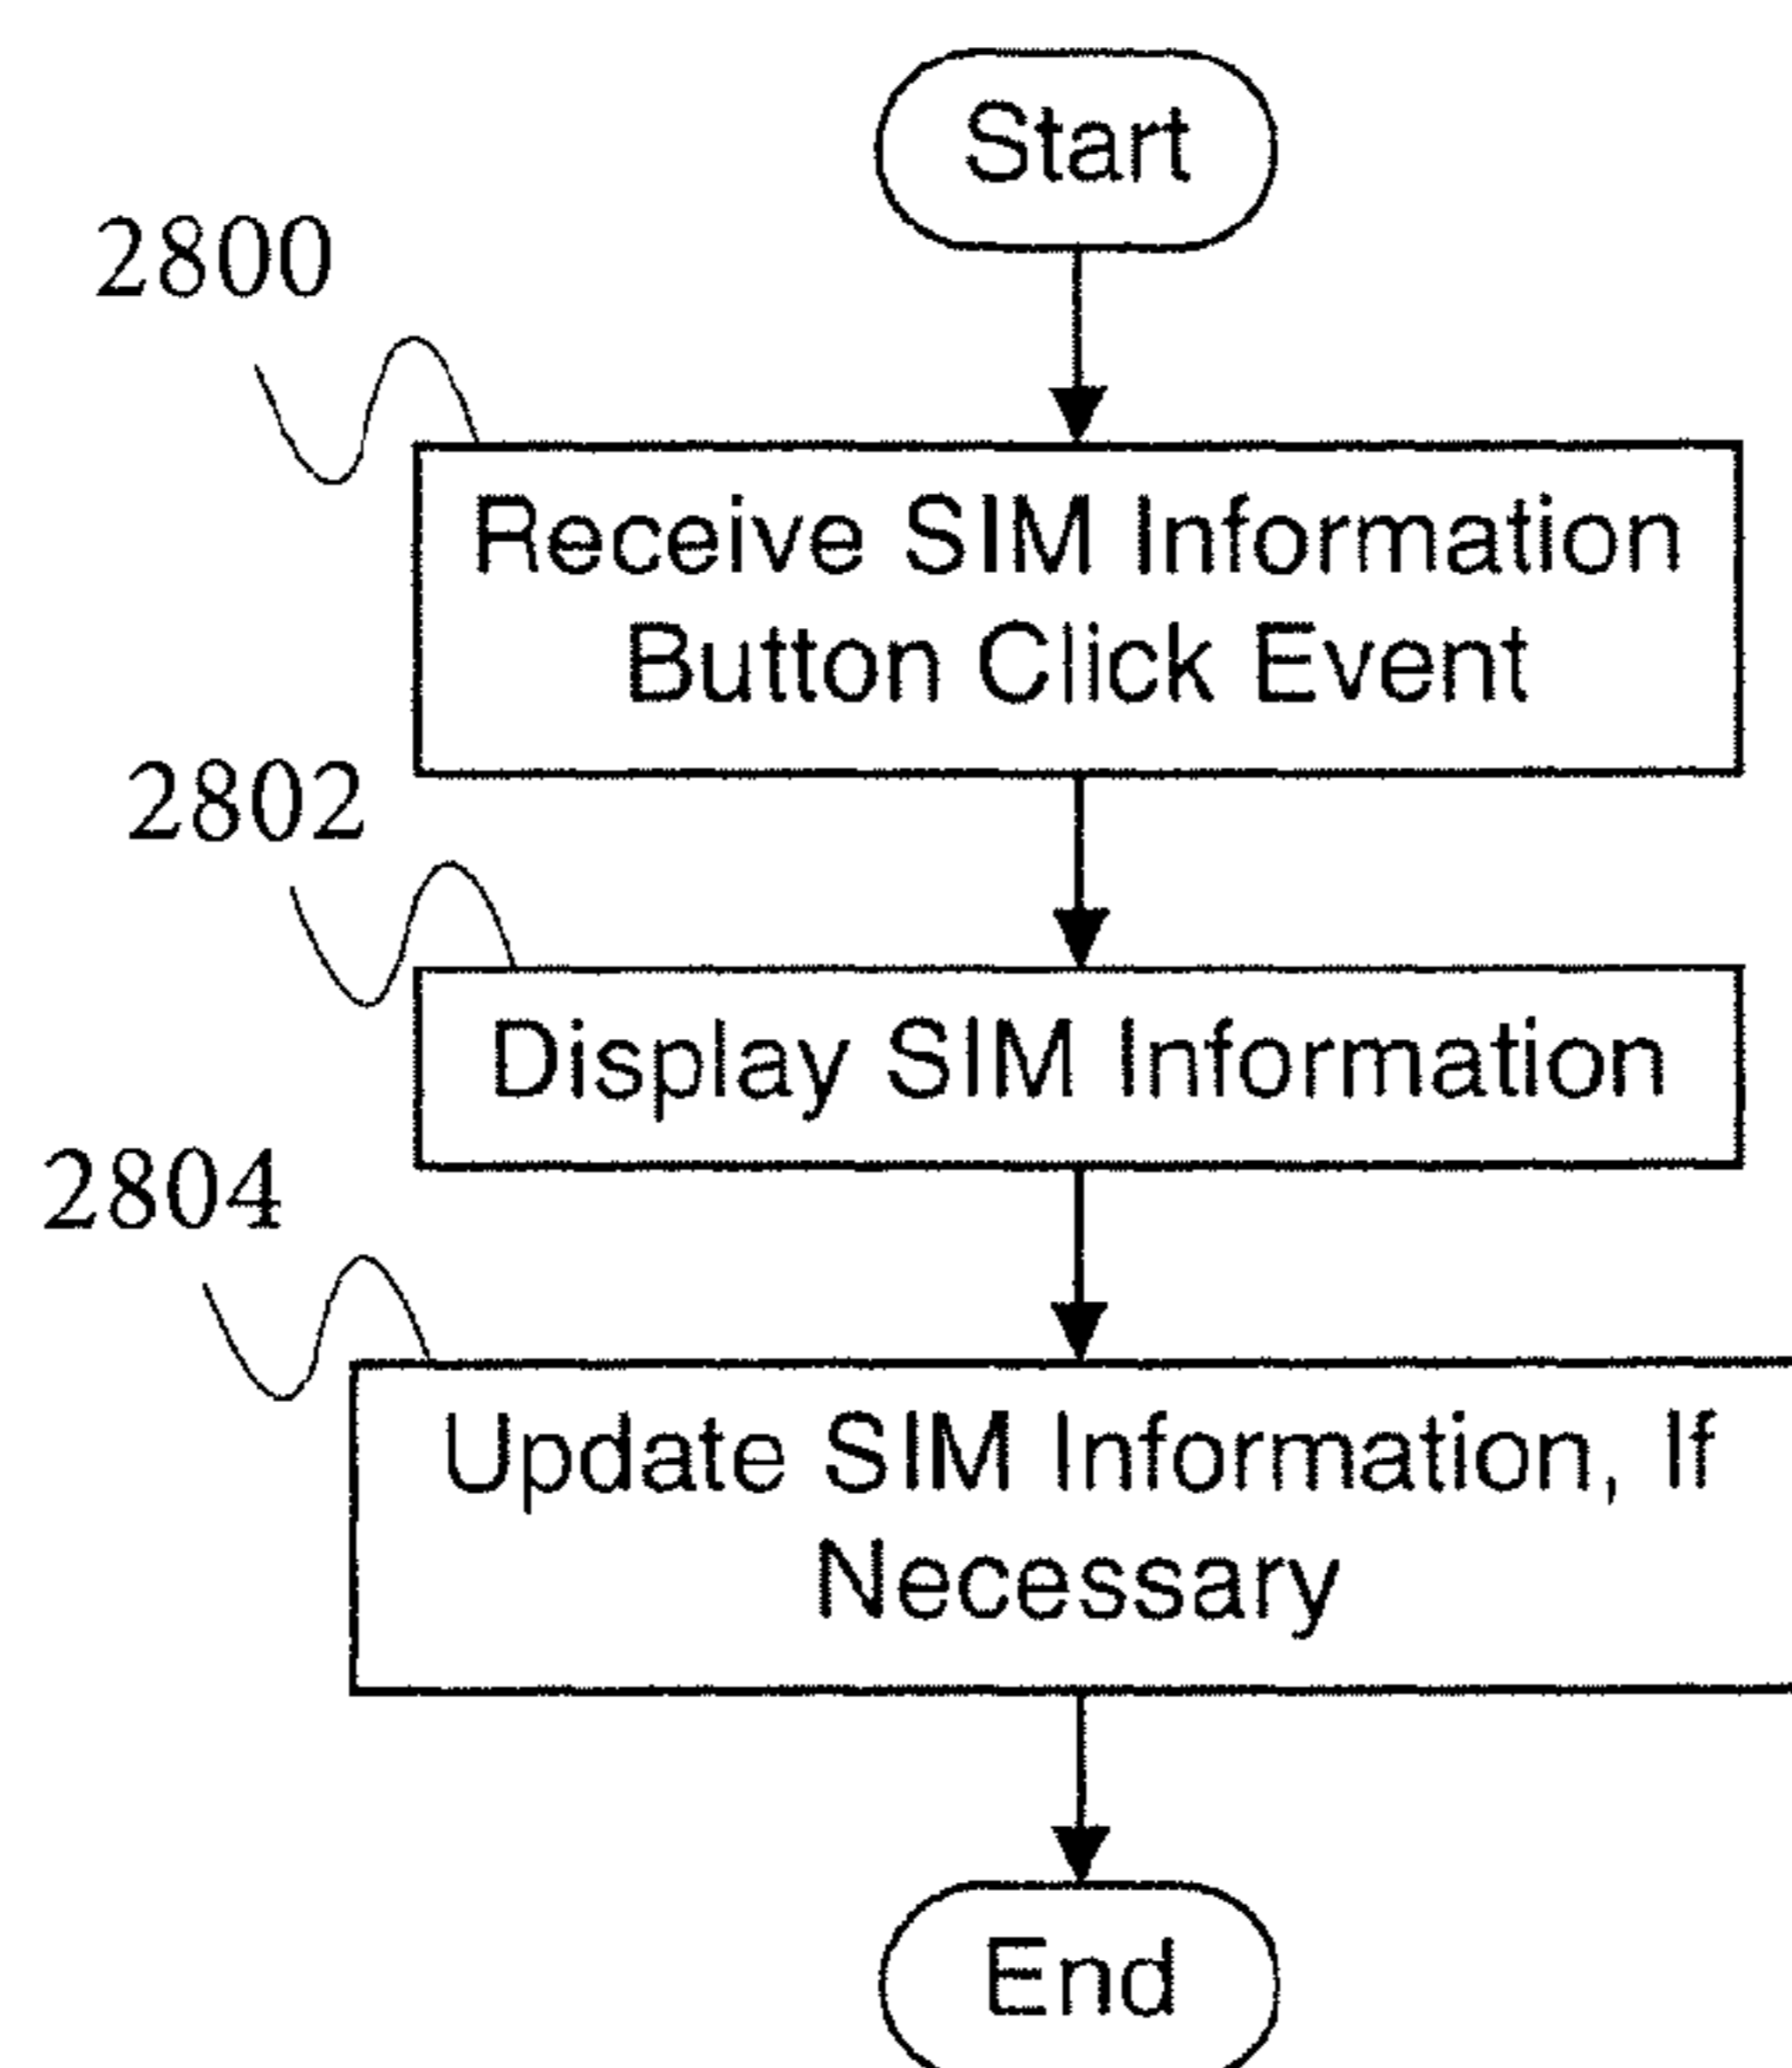 Start
2800
Receive SIM Information
Button Click Event
2802
Display SIM Information
2804
Update SIM Information, If
Necessary
End